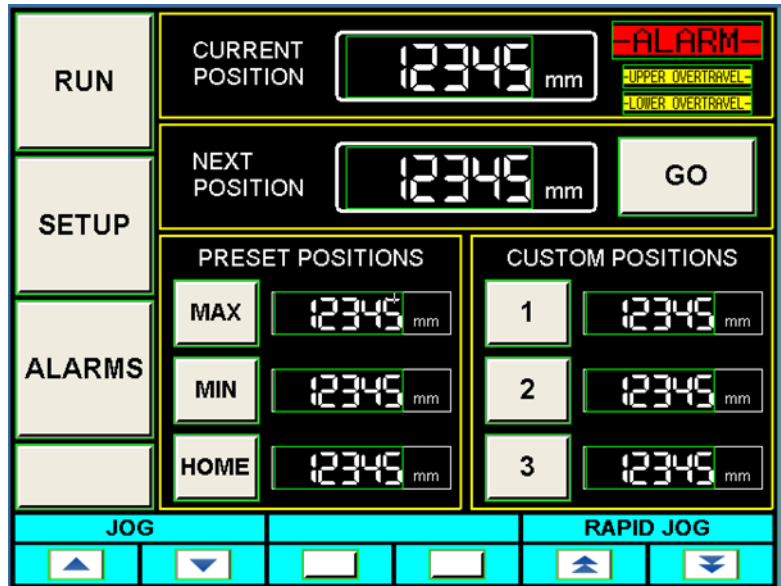 RUN
SETUP
ALARMS
CURRENT
POSITION
12345 mm
-ALARM-
-UPPER OVERTRAVEL-
-LOWER OVERTRAVEL-
NEXT
POSITION
12345 mm
GO
PRESET POSITIONS
MAX 12345 mm
MIN 12345 mm
HOME 12345 mm
CUSTOM POSITIONS
1 12345 mm
2 12345 mm
3 12345 mm
JOG
RAPID JOG